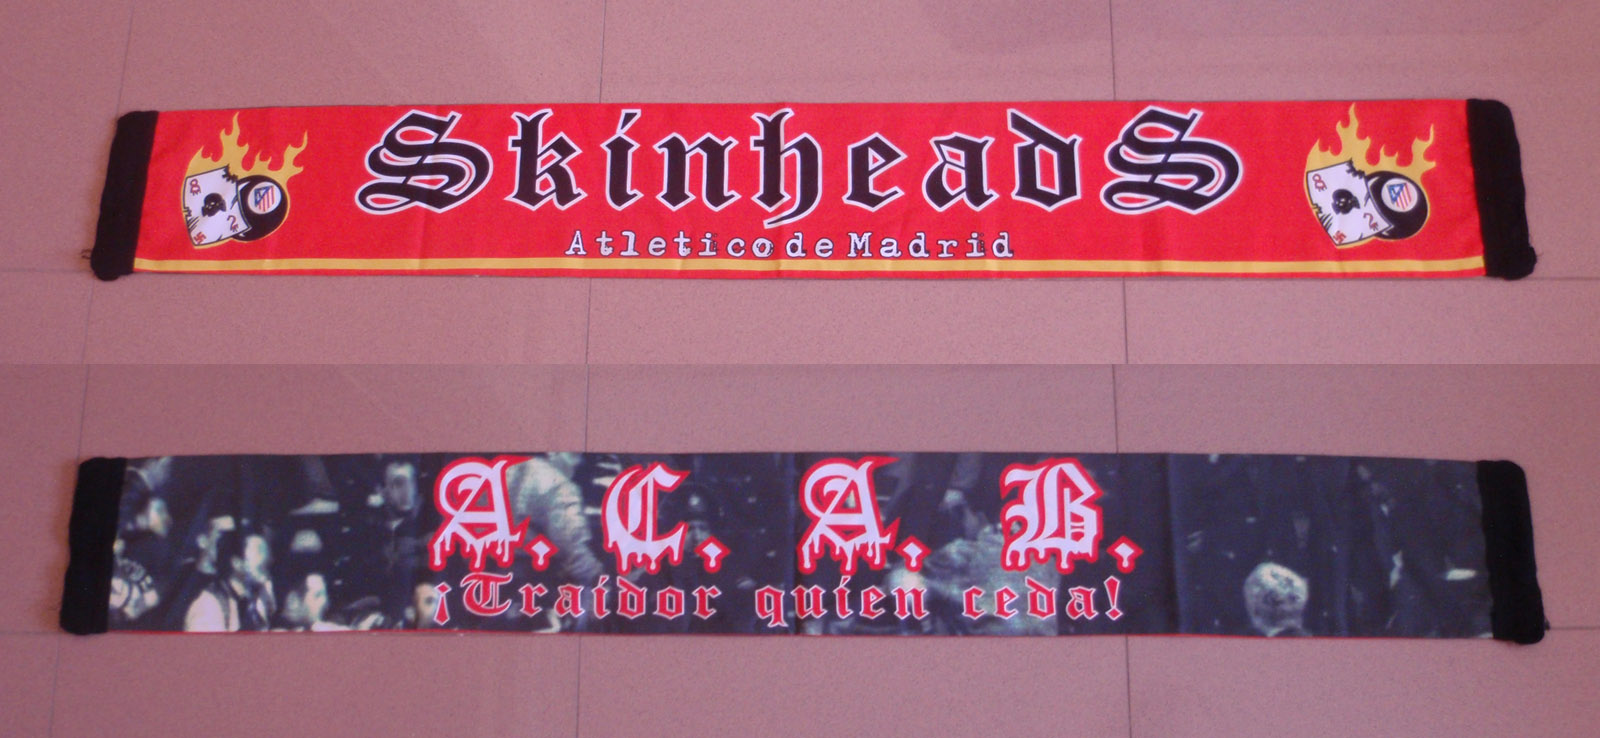 SkinheadS
Atletico de Madrid
A. C. A. B.
¡Traidor quien ceda!